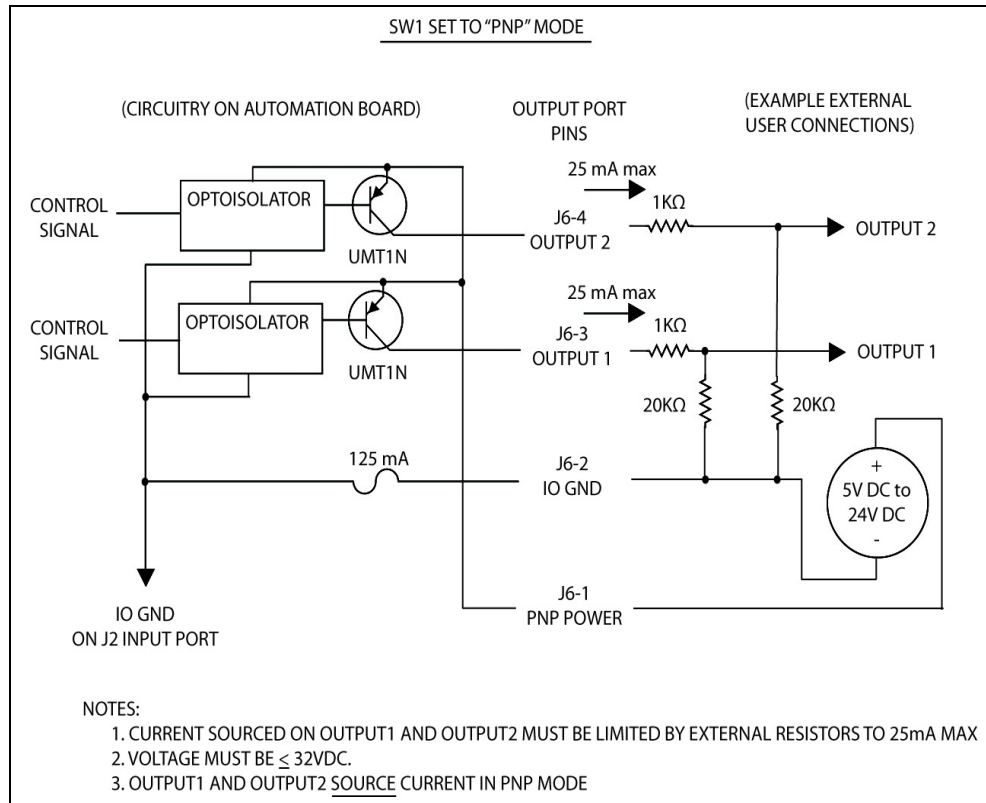 SW1 SET TO “PNP” MODE
(CIRCUITRY ON AUTOMATION BOARD)
OUTPUT PORT
PINS
(EXAMPLE EXTERNAL
USER CONNECTIONS)
25 mA max
OPTOISOLATOR
CONTROL
SIGNAL
1KΩ
J6-4
OUTPUT 2
OUTPUT 2
UMT1N
25 mA max
OPTOISOLATOR
CONTROL
SIGNAL
1KΩ
J6-3
OUTPUT 1
OUTPUT 1
UMT1N
20KΩ
20KΩ
125 mA
J6-2
IO GND
+
5V DC to
24V DC
-
J6-1
PNP POWER
IO GND
ON J2 INPUT PORT
NOTES:
1. CURRENT SOURCED ON OUTPUT1 AND OUTPUT2 MUST BE LIMITED BY EXTERNAL RESISTORS TO 25mA MAX
2. VOLTAGE MUST BE ≤ 32VDC.
3. OUTPUT1 AND OUTPUT2 SOURCE CURRENT IN PNP MODE